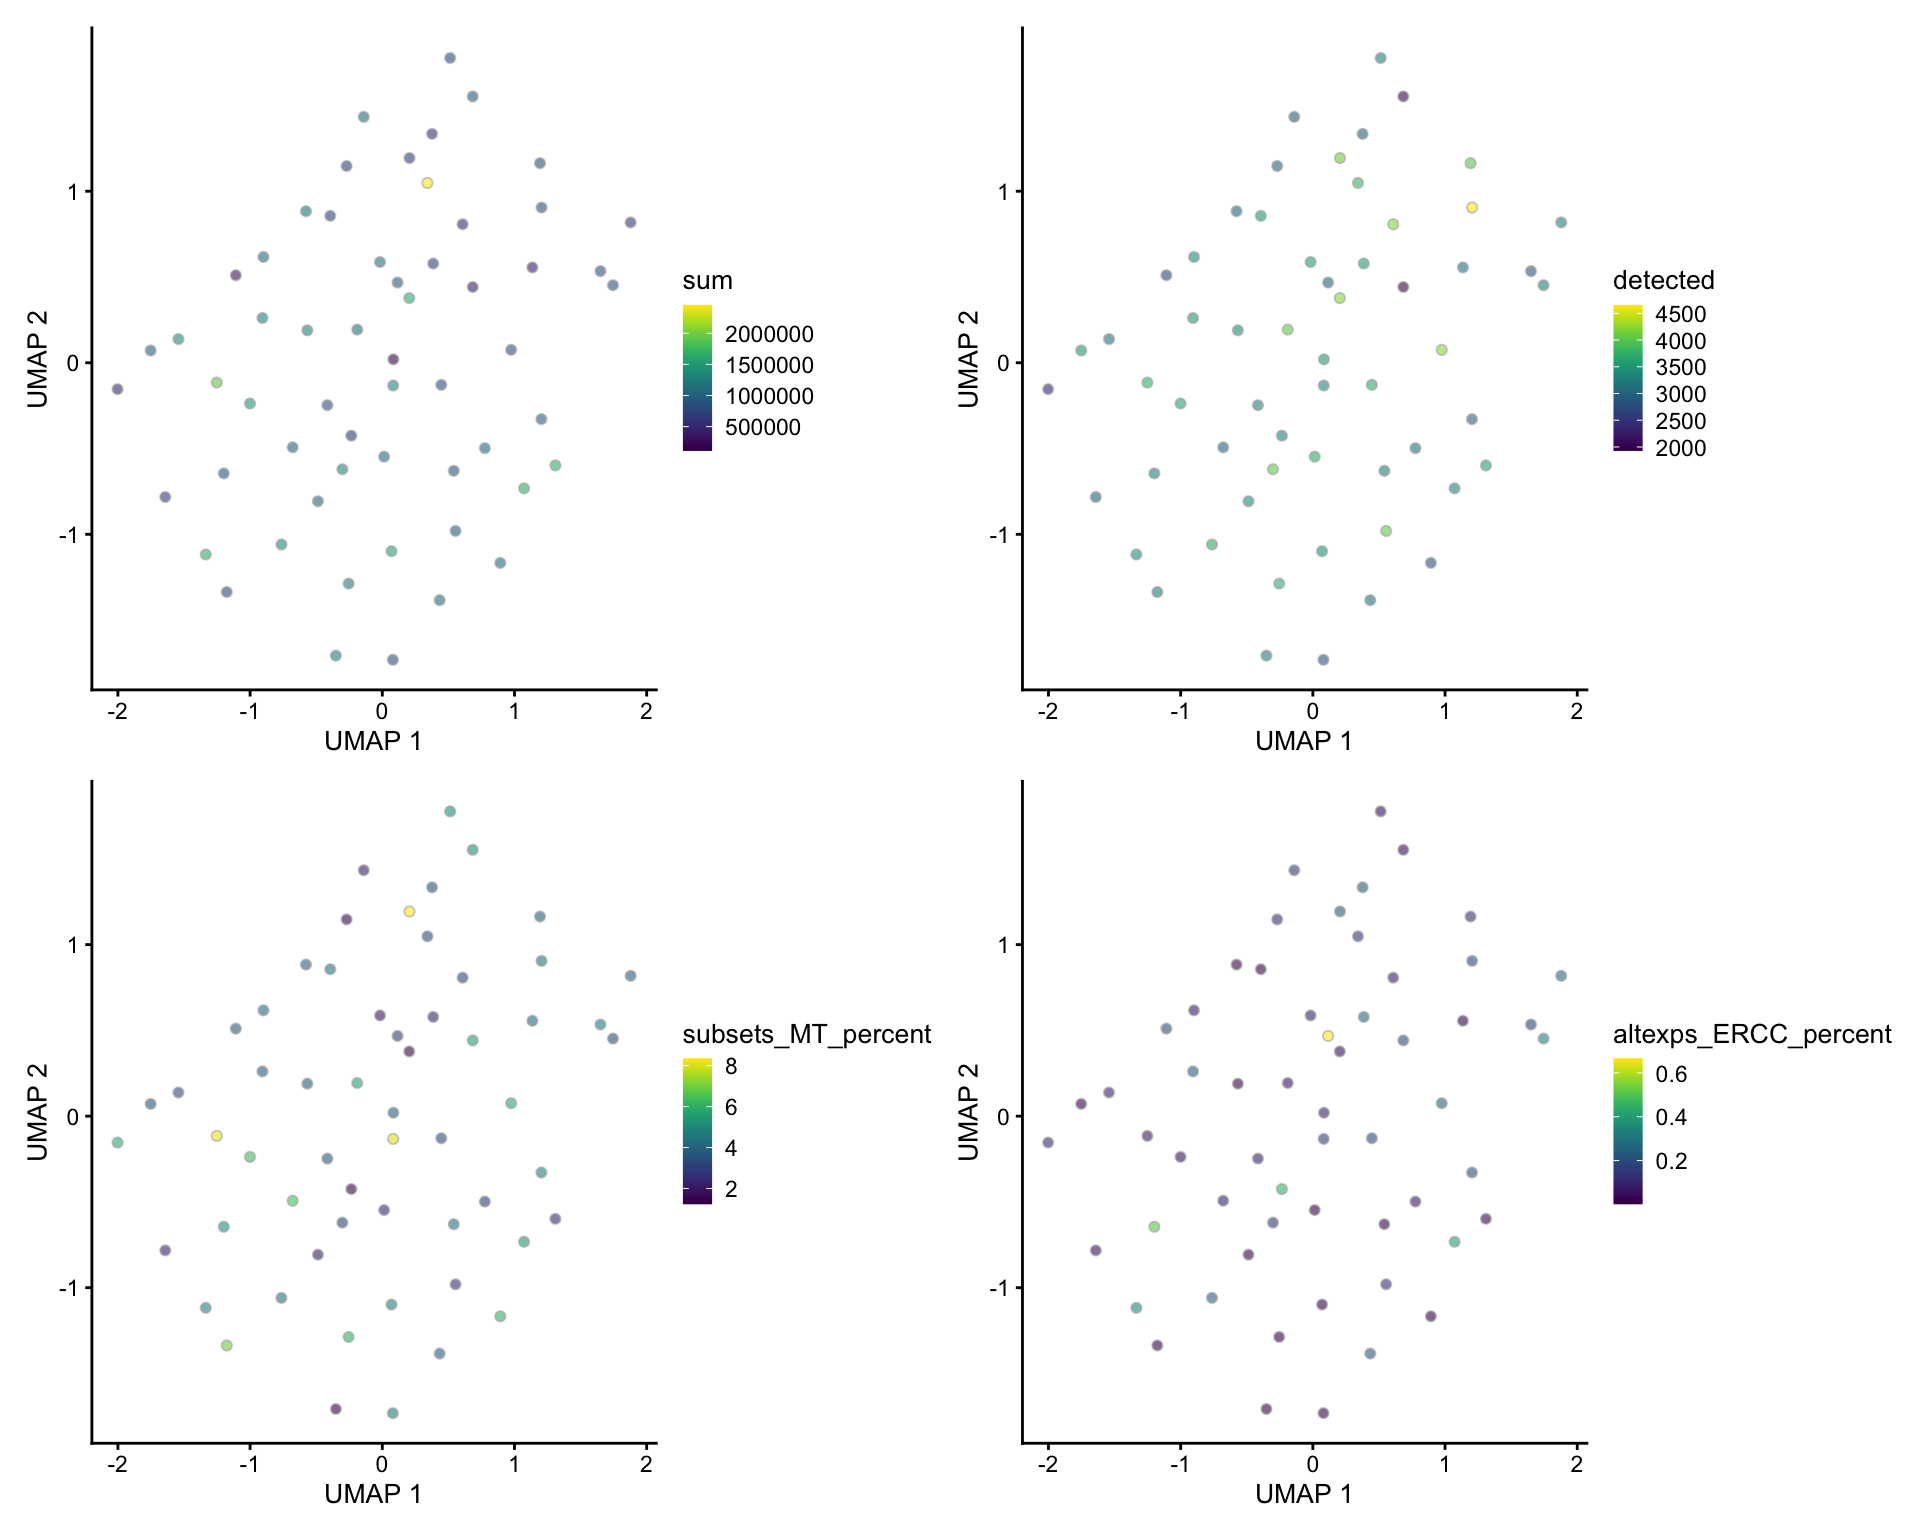 UMAP 2
1
0
-1
-2 -1 0 1 2
UMAP 1
sum
2000000
1500000
1000000
500000
UMAP 2
1
0
-1
-2 -1 0 1 2
UMAP 1
detected
4500
4000
3500
3000
2500
2000
UMAP 2
1
0
-1
-2 -1 0 1 2
UMAP 1
subsets_MT_percent
8
6
4
2
UMAP 2
1
0
-1
-2 -1 0 1 2
UMAP 1
altexps_ERCC_percent
0.6
0.4
0.2